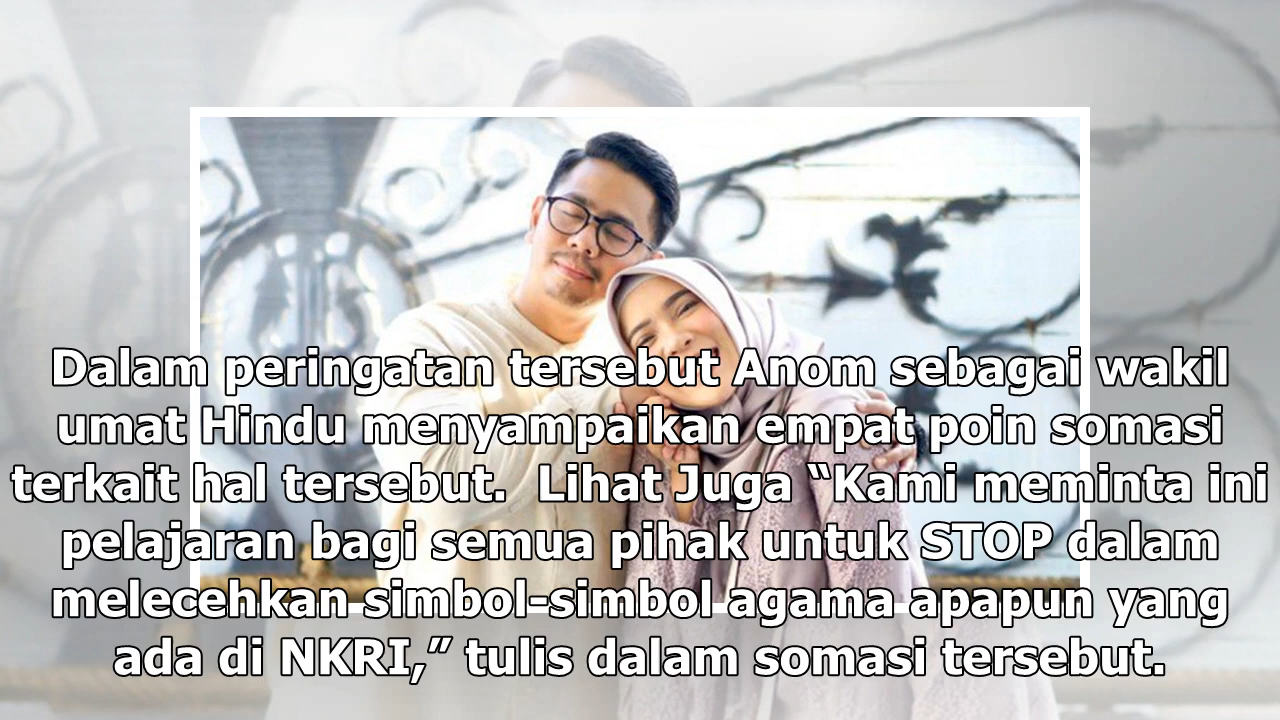 Dalam peringatan tersebut Anom sebagai wakil
umat Hindu menyampaikan empat poin somasi
terkait hal tersebut.  Lihat Juga “Kami meminta ini
pelajaran bagi semua pihak untuk STOP dalam
melecehkan simbol-simbol agama apapun yang
ada di NKRI,” tulis dalam somasi tersebut.